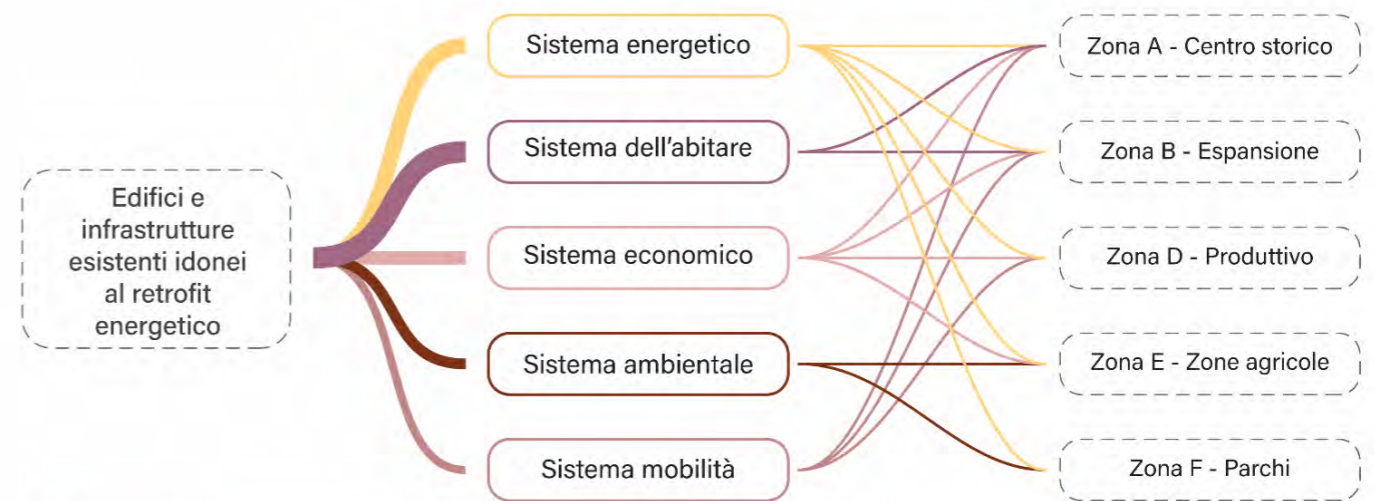 Edifici e
infrastrutture
esistenti idonei
al retrofit
energetico
Sistema energetico
Sistema dell'abitare
Sistema economico
Sistema ambientale
Sistema mobilità
Zona A - Centro storico
Zona B - Espansione
Zona D - Produttivo
Zona E - Zone agricole
Zona F - Parchi